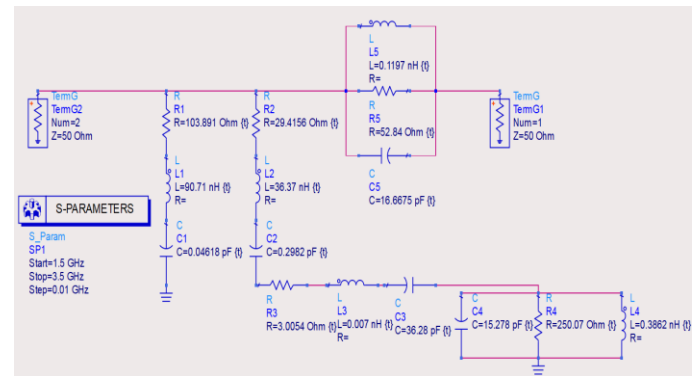 L
L5
L=0.1197 nH {t}
R=
R
R5
R=52.84 Ohm {t}
C
C5
C=16.6675 pF {t}
TermG
TermG2
Num=2
Z=50 Ohm
R
R1
R=103.891 Ohm {t}
R
R2
R=29.4156 Ohm {t}
TermG
TermG1
Num=1
Z=50 Ohm
L
L1
L=90.71 nH {t}
R=
L
L2
L=36.37 nH {t}
R=
S-PARAMETERS
S_Param
SP1
Start=1.5 GHz
Stop=3.5 GHz
Step=0.01 GHz
C
C1
C=0.04618 pF {t}
C
C2
C=0.2982 pF {t}
R
R3
R=3.0054 Ohm {t}
L
L3
L=0.007 nH {t}
R=
C
C3
C=36.28 pF {t}
C
C4
C=15.278 pF {t}
R
R4
R=250.07 Ohm {t}
L
L4
L=0.3862 nH {t}
R=